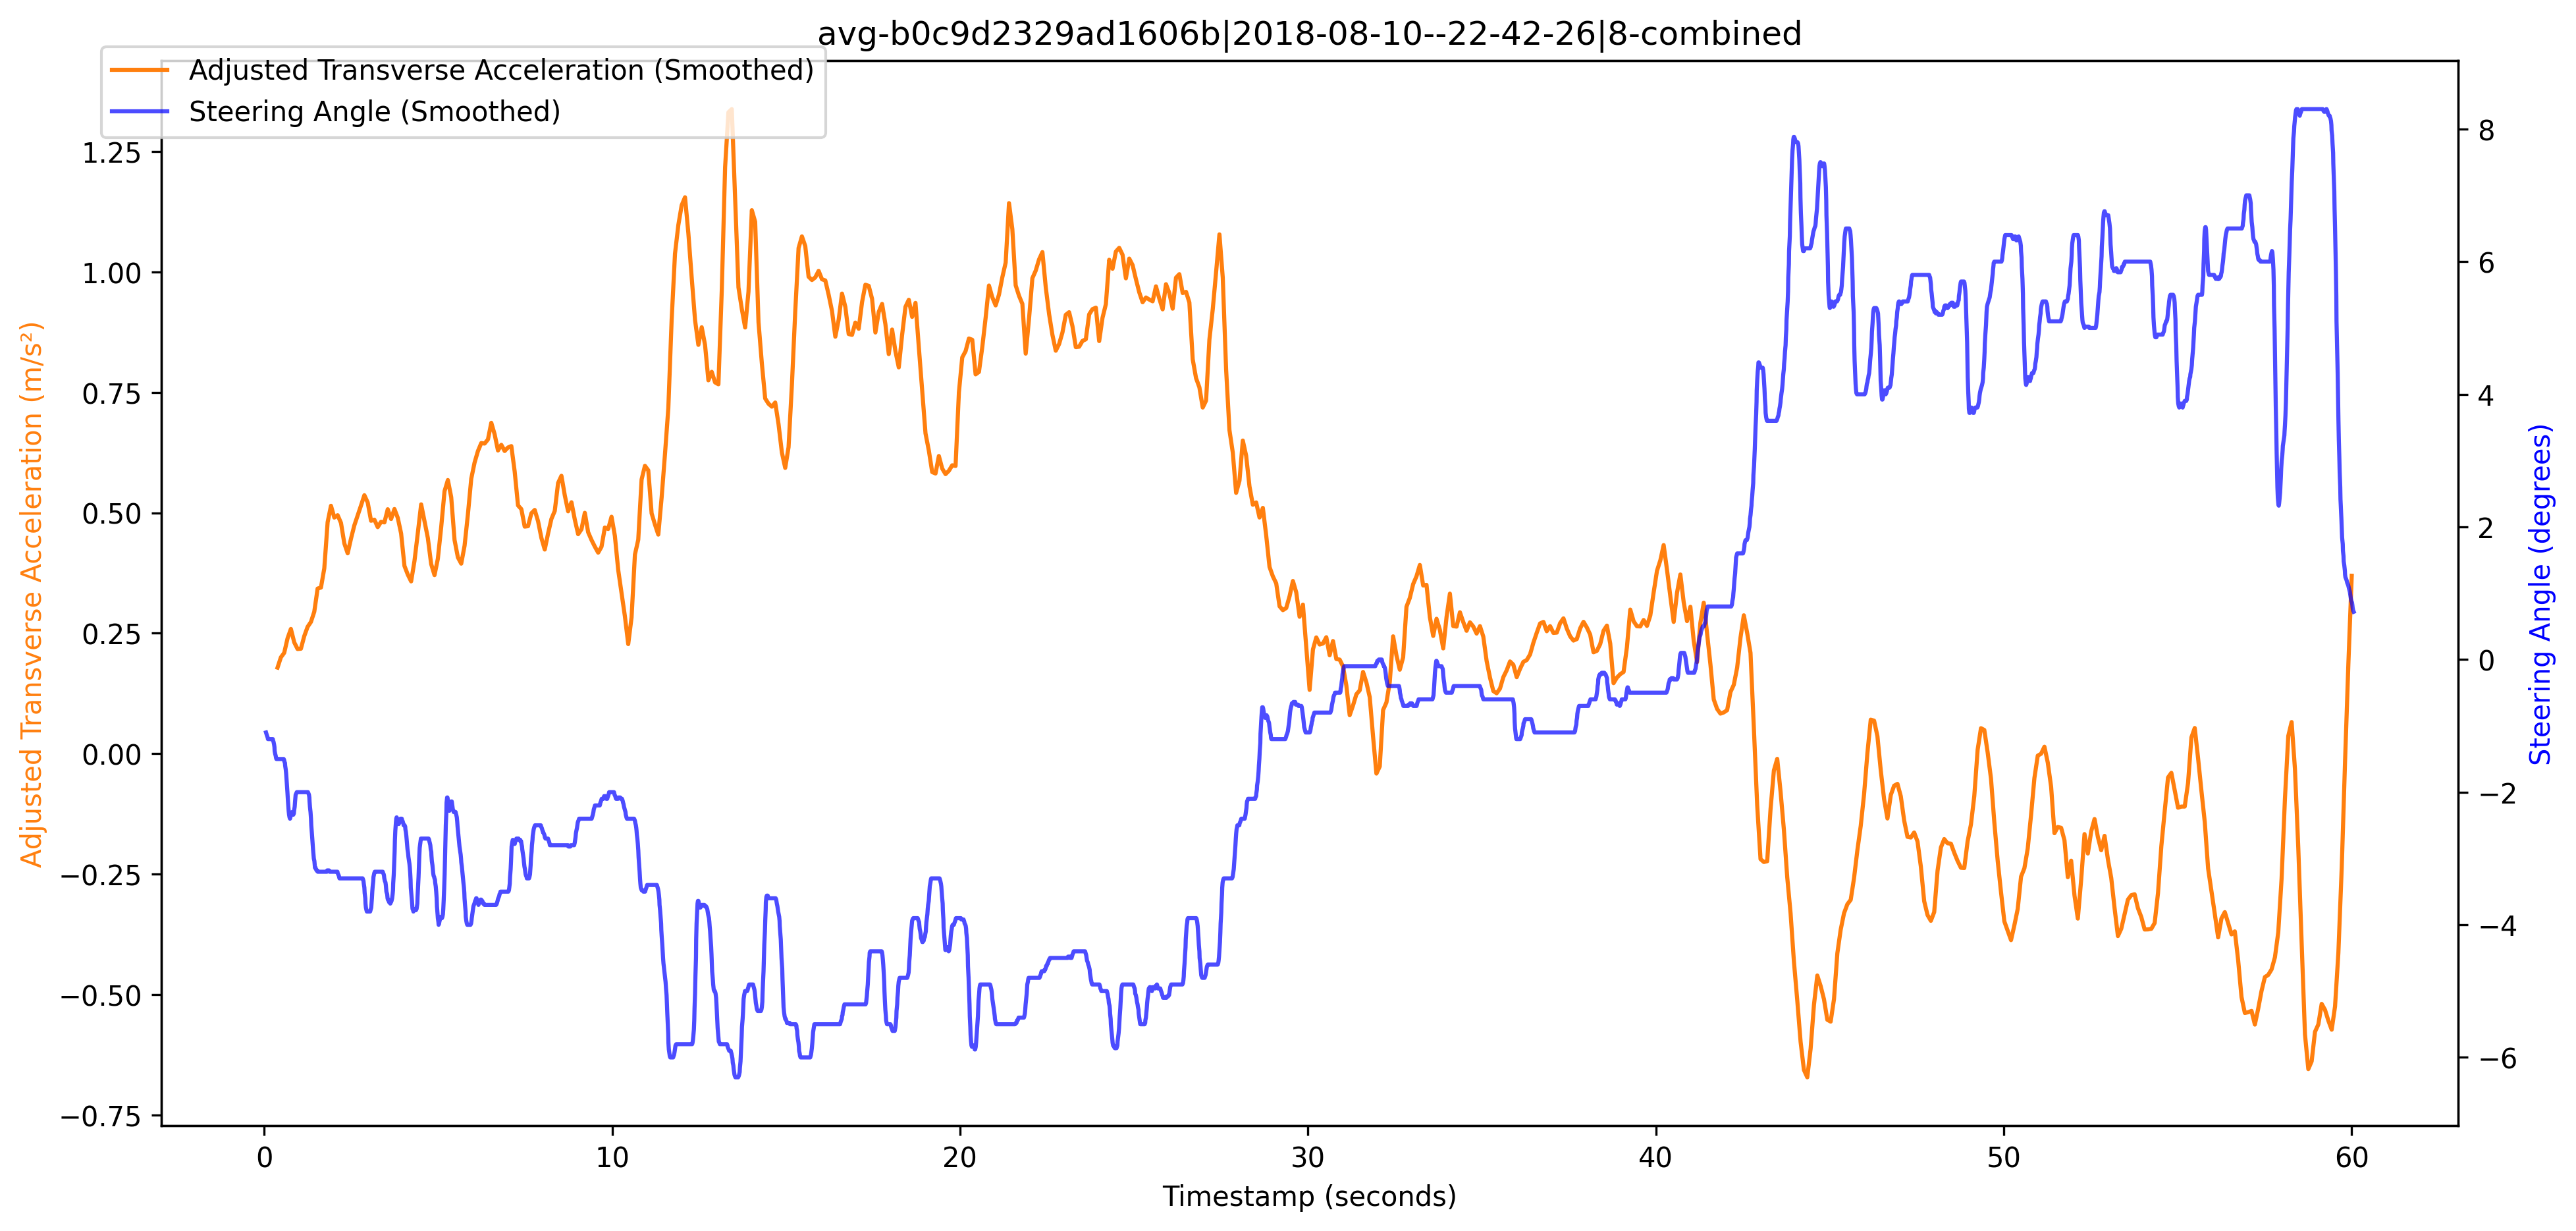 avg-b0c9d2329ad1606b|2018-08-10--22-42-26|8-combined
Adjusted Transverse Acceleration (Smoothed)
Steering Angle (Smoothed)
Adjusted Transverse Acceleration (m/s²)
1.25
1.00
0.75
0.50
0.25
0.00
−0.25
−0.50
−0.75
8
6
4
2
0
−2
−4
−6
Steering Angle (degrees)
0 10 20 30 40 50 60
Timestamp (seconds)